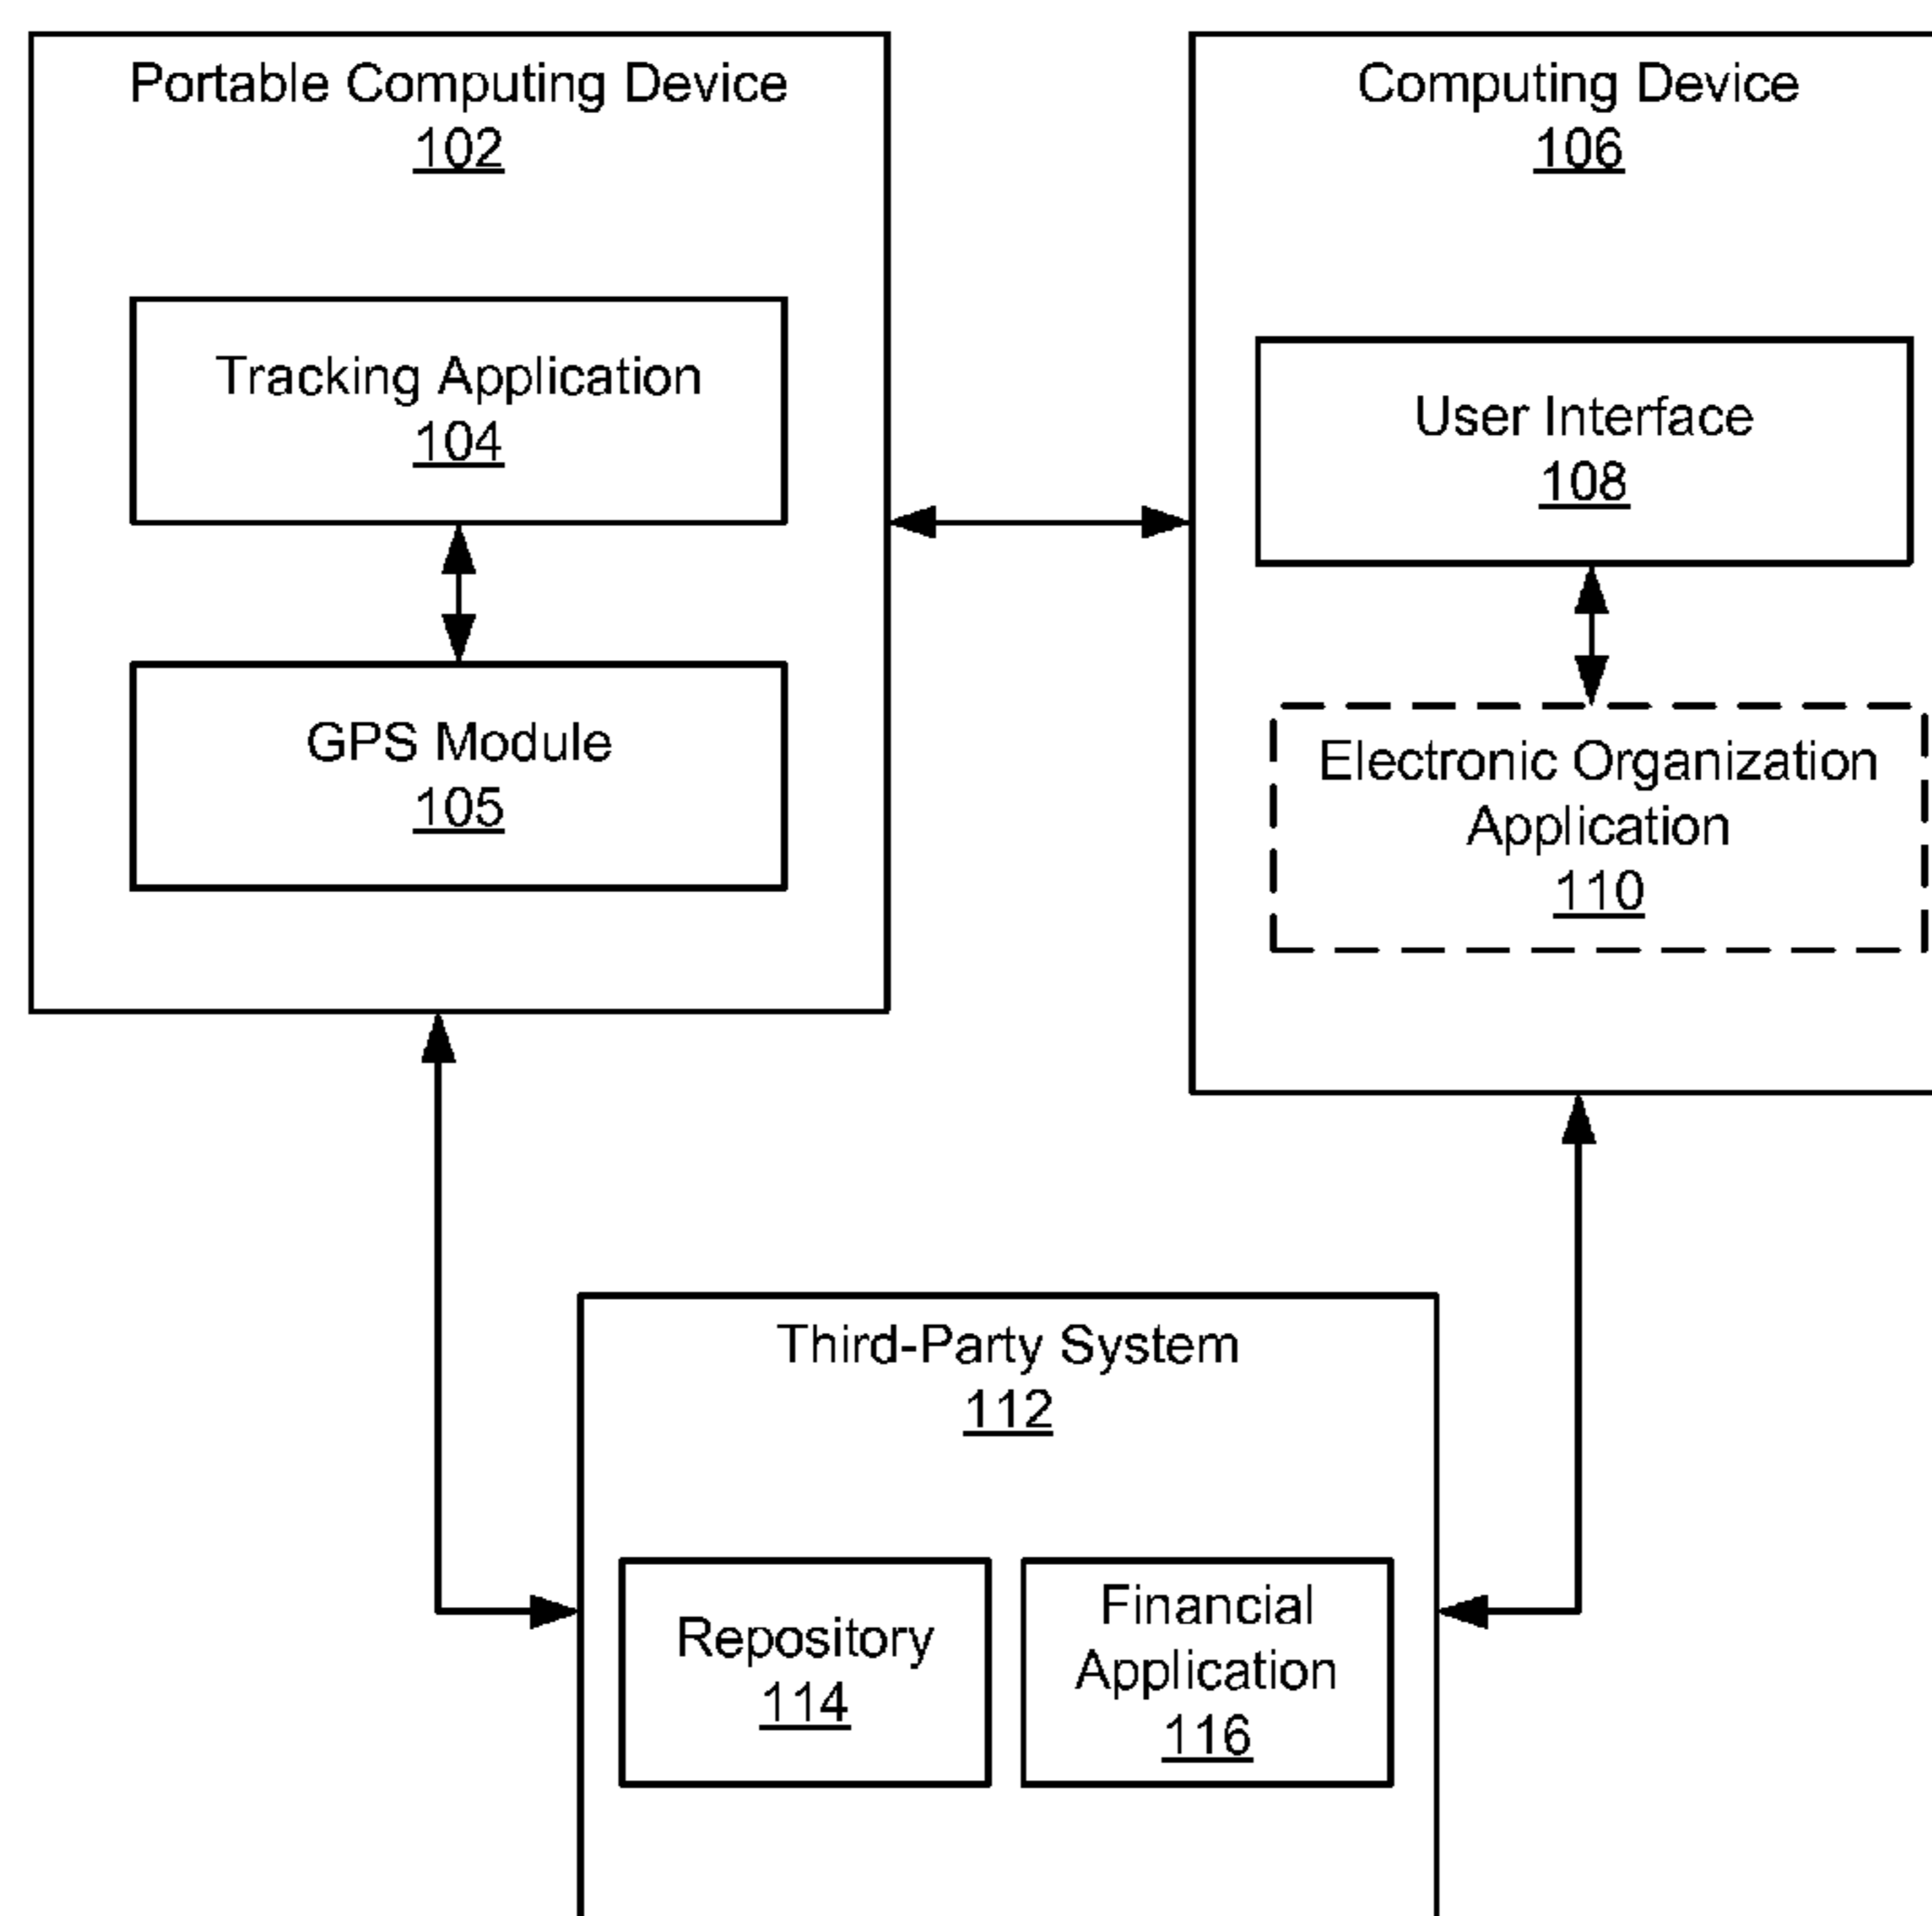 Portable Computing Device
102
Tracking Application
104
GPS Module
105
Computing Device
106
User Interface
108
Electronic Organization
Application
110
Third-Party System
112
Repository
114
Financial
Application
116